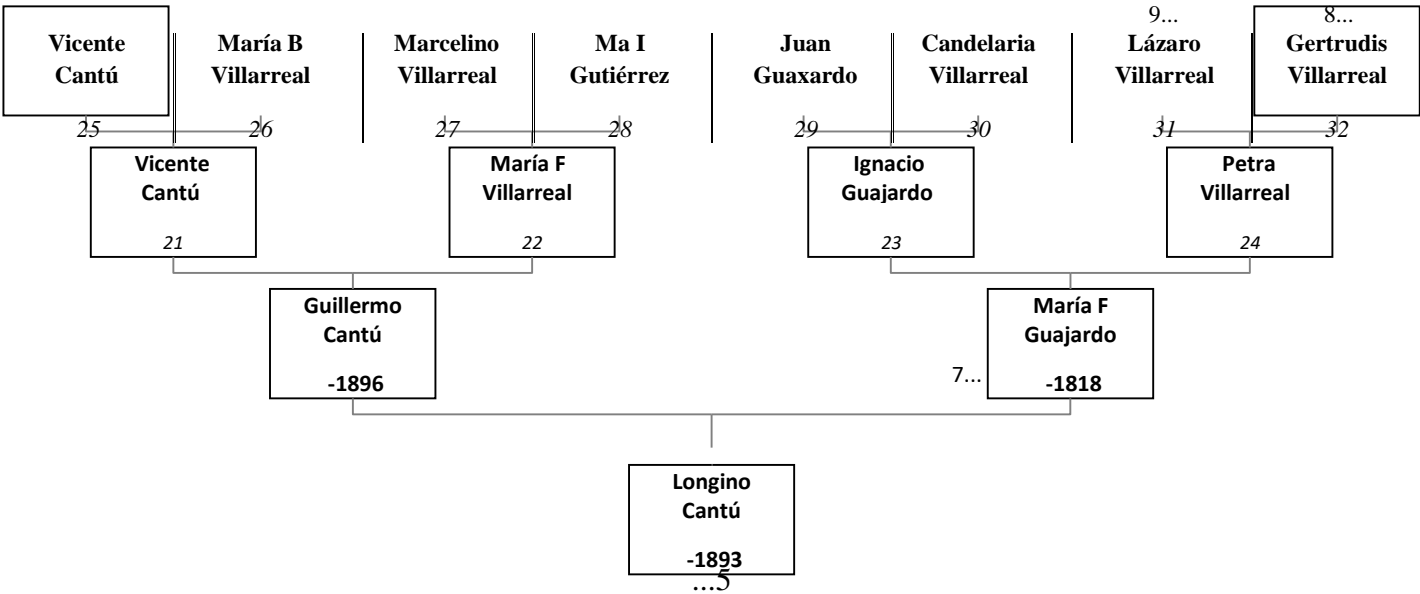 9...
8...
Vicente
Cantú
María B
Villarreal
Marcelino
Villarreal
Ma I
Gutiérrez
Juan
Guaxardo
Candelaria
Villarreal
Lázaro
Villarreal
Gertrudis
Villarreal
25
26
27
28
29
30
31
32
Vicente
Cantú
21
María F
Villarreal
22
Ignacio
Guajardo
23
Petra
Villarreal
24
Guillermo
Cantú
-1896
7...
María F
Guajardo
-1818
Longino
Cantú
-1893
...5